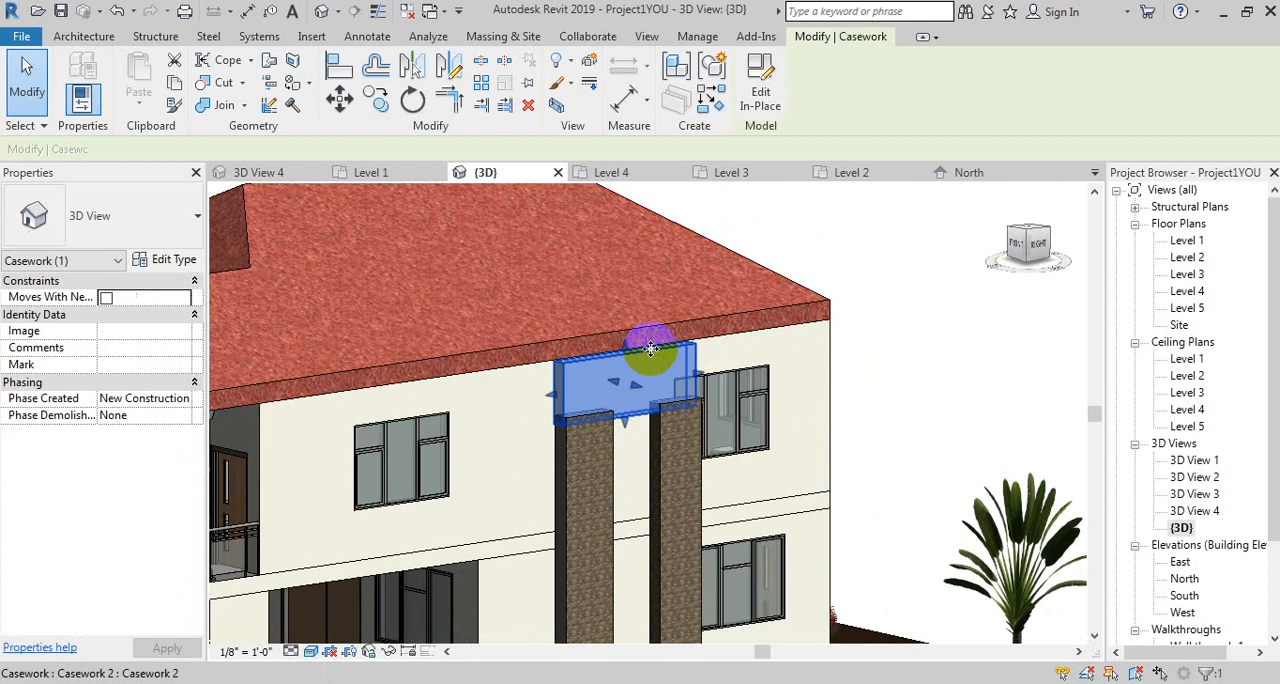 Autodesk Revit 2019 - Project1YOU - 3D View: {3D}
Type a keyword or phrase
Sign In
File Architecture Structure Steel Systems Insert Annotate Analyze Massing & Site Collaborate View Manage Add-Ins Modify | Casework
Modify
Paste
Cope
Cut
Join
Edit
In-Place
Select Properties Clipboard Geometry Modify View Measure Create Model
Modify | Casewc
Properties
3D View 4
Level 1
{3D}
Level 4
Level 3
Level 2
North
Project Browser - Project1YOU
3D View
Casework (1)
Edit Type
Constraints
Moves With Ne...
Identity Data
Image
Comments
Mark
Phasing
Phase Created New Construction
Phase Demolish... None
Properties help
Apply
RIGHT
Views (all)
Structural Plans
Floor Plans
Level 1
Level 2
Level 3
Level 4
Level 5
Site
Ceiling Plans
Level 1
Level 2
Level 3
Level 4
Level 5
3D Views
3D View 1
3D View 2
3D View 3
3D View 4
{3D}
Elevations (Building Ele
East
North
South
West
Walkthroughs
1/8" = 1'-0"
Casework : Casework 2 : Casework 2
:1